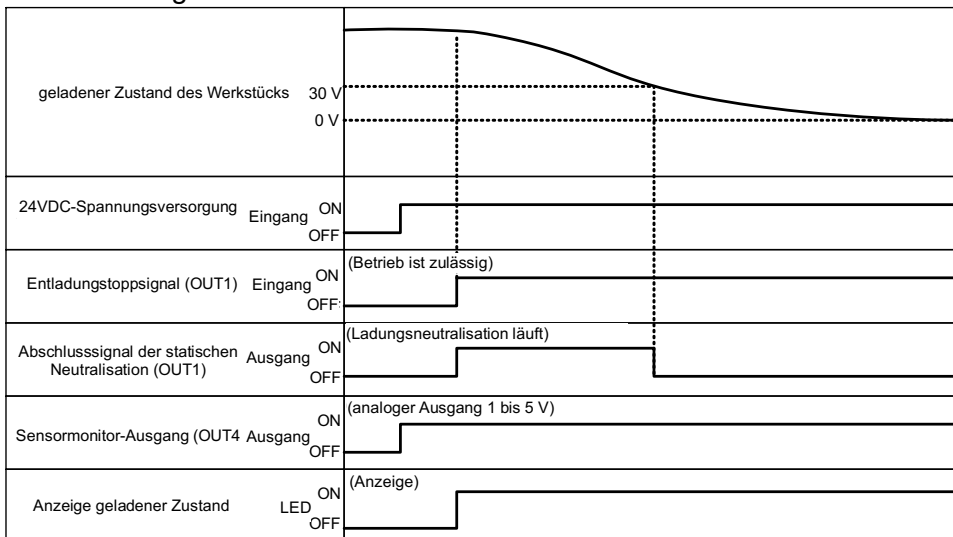 geladener Zustand des Werkstücks 30 V
0 V
24VDC-Spannungsversorgung Eingang ON
OFF
(Betrieb ist zulässig)
Entladungstoppsignal (OUT1) Eingang ON
OFF
(Ladungsneutralisation läuft)
Abschlusssignal der statischen Neutralisation (OUT1) Ausgang ON
OFF
(analoger Ausgang 1 bis 5 V)
Sensormonitor-Ausgang (OUT4 Ausgang ON
OFF
(Anzeige)
Anzeige geladener Zustand LED ON
OFF